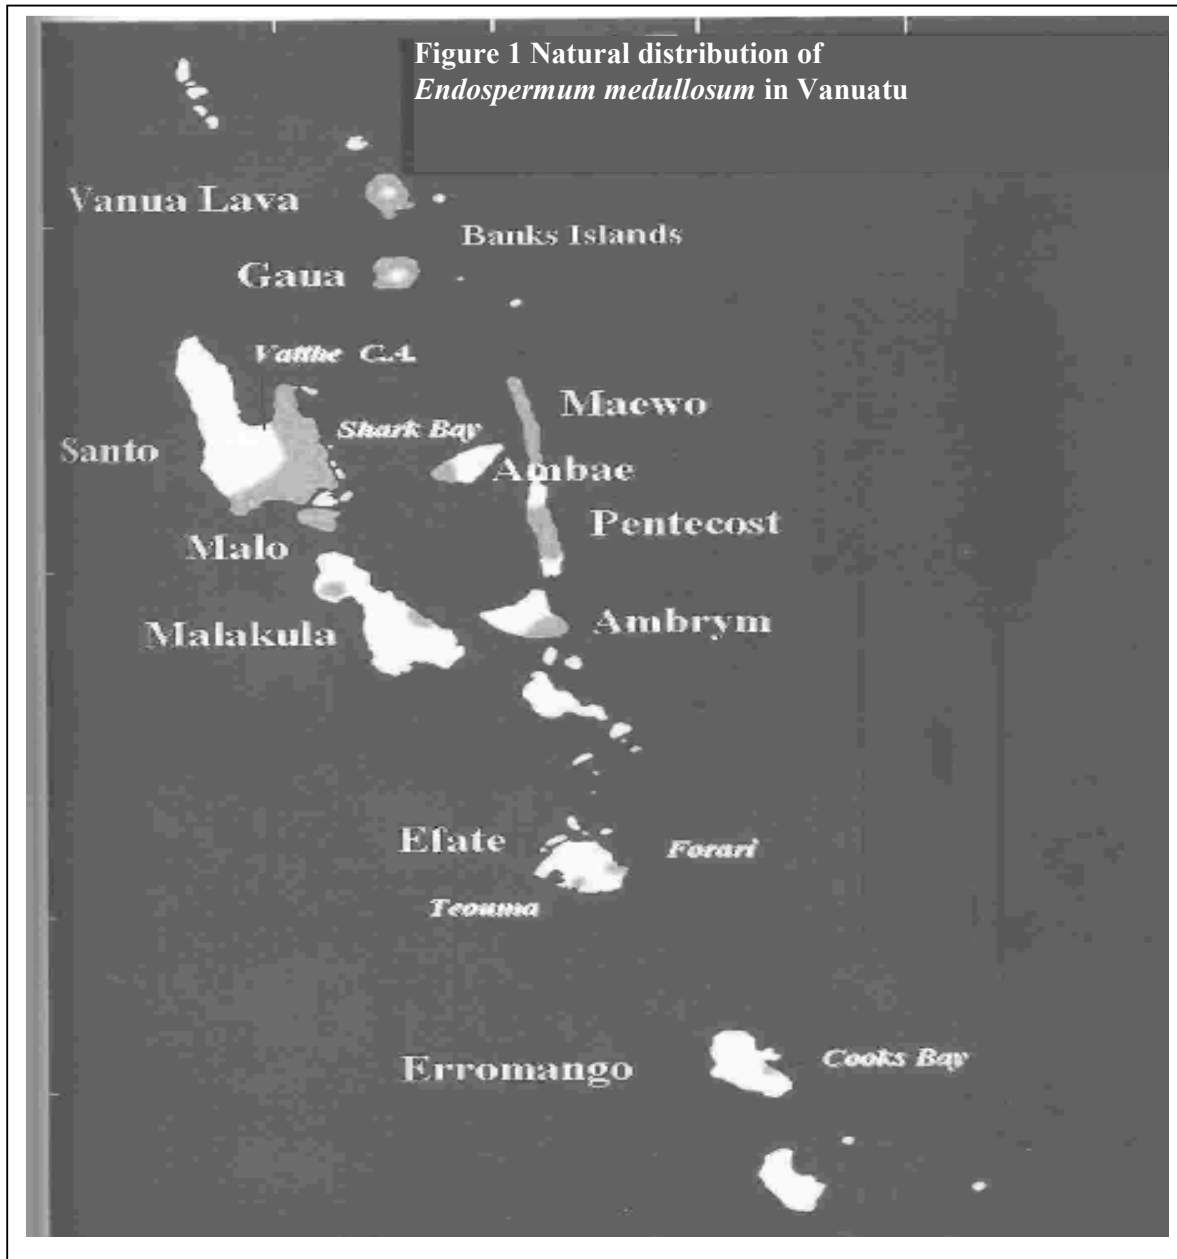 Figure 1 Natural distribution of
Endospermum medullosum in Vanuatu
Vanua Lava
Banks Islands
Gaua
Vatthe C.A.
Maewo
Shark Bay
Santo
Ambae
Pentecost
Malo
Ambrym
Malakula
Efate
Forari
Teouma
Cooks Bay
Erromango